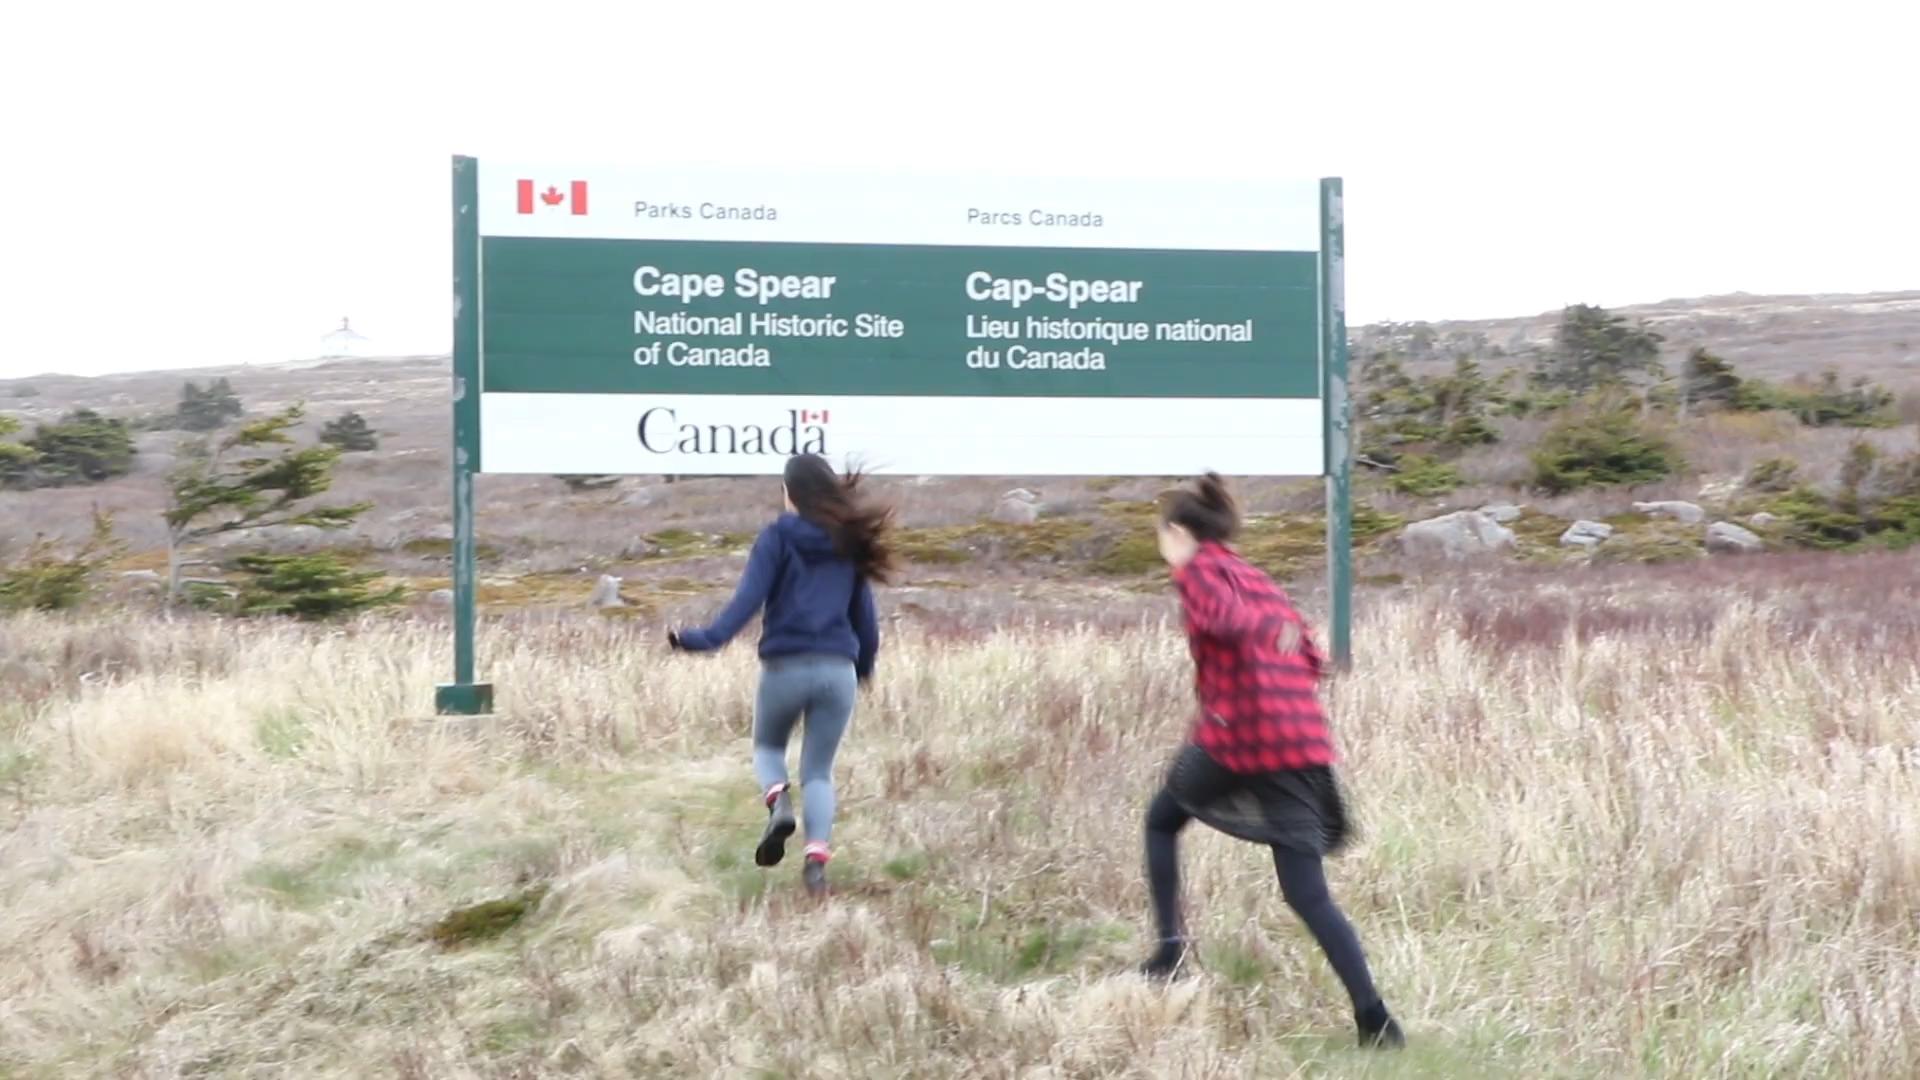 Parks Canada
Parcs Canada
Cape Spear
National Historic Site
of Canada
Cap-Spear
Lieu historique national
du Canada
Canada